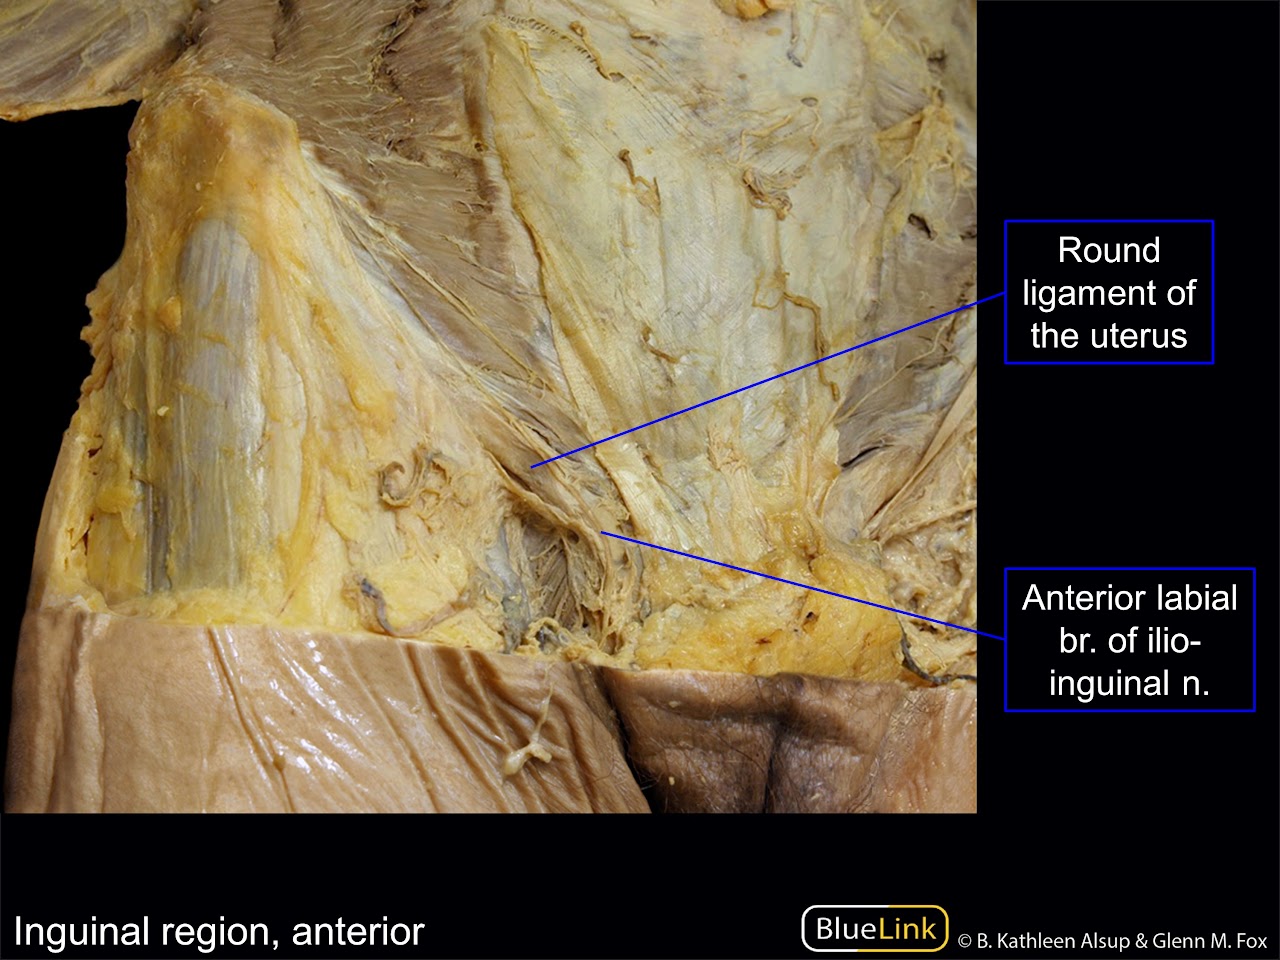 Round
ligament of
the uterus
Anterior labial
br. of ilio-
inguinal n.
Inguinal region, anterior
BlueLink
© B. Kathleen Alsup & Glenn M. Fox